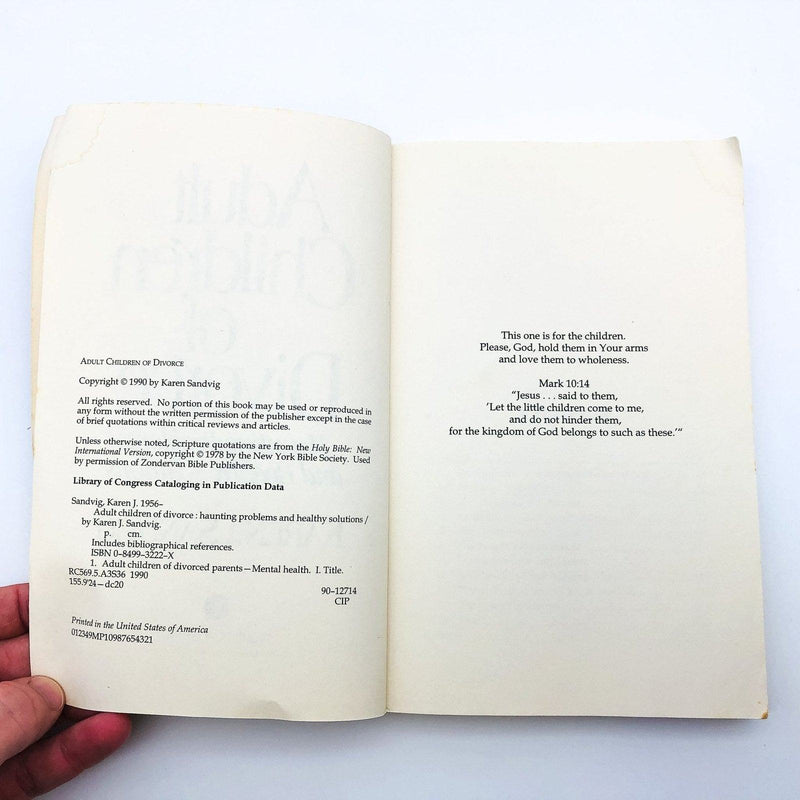 ADULT CHILDREN OF DIVORCE
Copyright © 1990 by Karen Sandvig
All rights reserved. No portion of this book may be used or reproduced in
any form without the written permission of the publisher except in the case
of brief quotations within critical reviews and articles.
Unless otherwise noted, Scripture quotations are from the Holy Bible: New
International Version, copyright © 1978 by the New York Bible Society. Used
by permission of Zondervan Bible Publishers.
Library of Congress Cataloging in Publication Data
Sandvig, Karen J. 1956–
Adult children of divorce : haunting problems and healthy solutions /
by Karen J. Sandvig.
p. cm.
Includes bibliographical references.
ISBN 0–8499–3222–X
1. Adult children of divorced parents—Mental health. I. Title.
RC569.5.A3S36 1990
155.9'24—dc20
90–12714
CIP
Printed in the United States of America
012349MP10987654321
This one is for the children.
Please, God, hold them in Your arms
and love them to wholeness.
Mark 10:14
“Jesus . . . said to them,
‘Let the little children come to me,
and do not hinder them,
for the kingdom of God belongs to such as these.’“